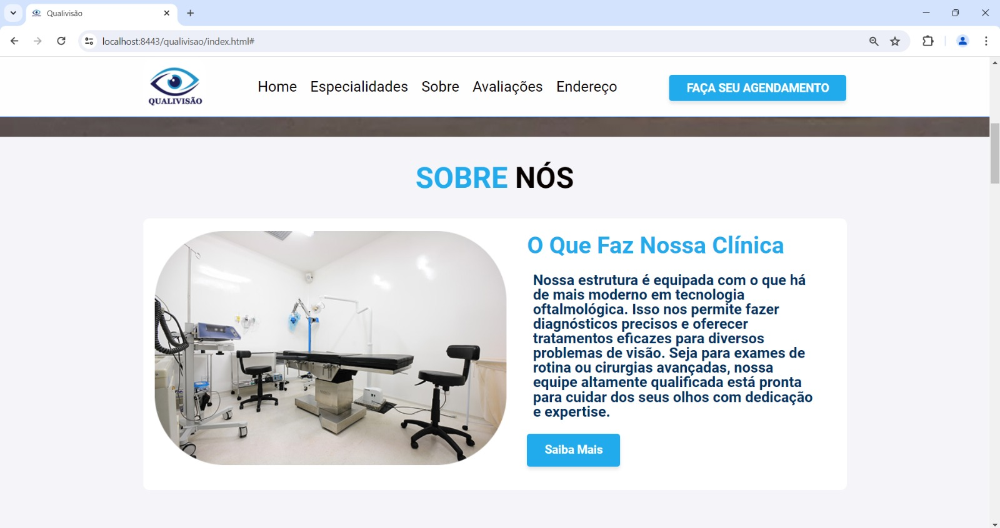 Qualivisão
localhost:8443/qualivisao/index.html#
QUALIVISÃO
Home Especialidades Sobre Avaliações Endereço
FAÇA SEU AGENDAMENTO
SOBRE NÓS
O Que Faz Nossa Clínica
Nossa estrutura é equipada com o que há
de mais moderno em tecnologia
oftalmológica. Isso nos permite fazer
diagnósticos precisos e oferecer
tratamentos eficazes para diversos
problemas de visão. Seja para exames de
rotina ou cirurgias avançadas, nossa
equipe altamente qualificada está pronta
para cuidar dos seus olhos com dedicação
e expertise.
Saiba Mais